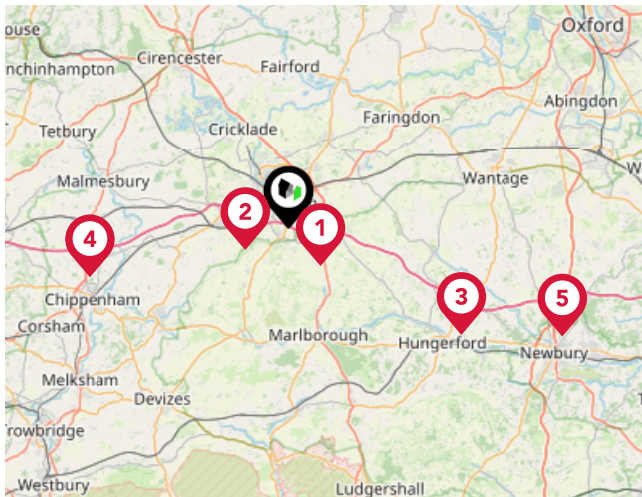 Oxford
ouse
Cirencester
nchinhampton
Fairford
Abingdon
Faringdon
Cricklade
Tetbury
Malmesbury
Wantage
W
2
1
4
3
5
Chippenham
Corsham
Marlborough
Hungerford
Newbury
Melksham
Devizes
T
Trowbridge
Westbury
Ludgershall